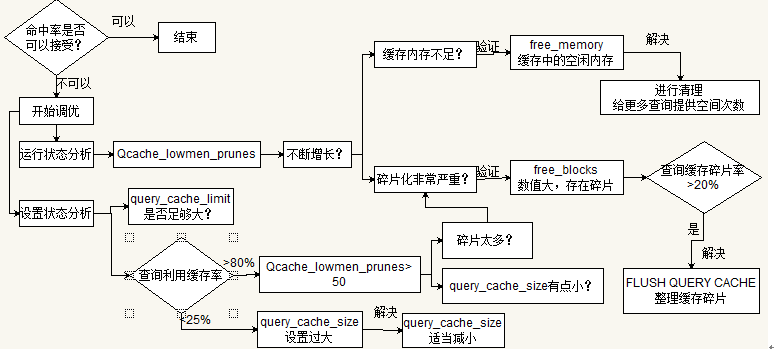 命中率是否
可以接受？
可以
结束
不可以
开始调优
运行状态分析
Qcache_lowmen_prunes
不断增长？
缓存内存不足？
验证
free_memory
缓存中的空闲内存
解决
进行清理
给更多查询提供空间次数
碎片化非常严重？
验证
free_blocks
数值大，存在碎片
查询缓存碎片率
>20%
是
解决
FLUSH QUERY CACHE
整理缓存碎片
设置状态分析
query_cache_limit
是否足够大？
查询利用缓存率
>80%
Qcache_lowmen_prunes>
50
碎片太多？
query_cache_size有点小？
<25%
query_cache_size
设置过大
解决
query_cache_size
适当减小